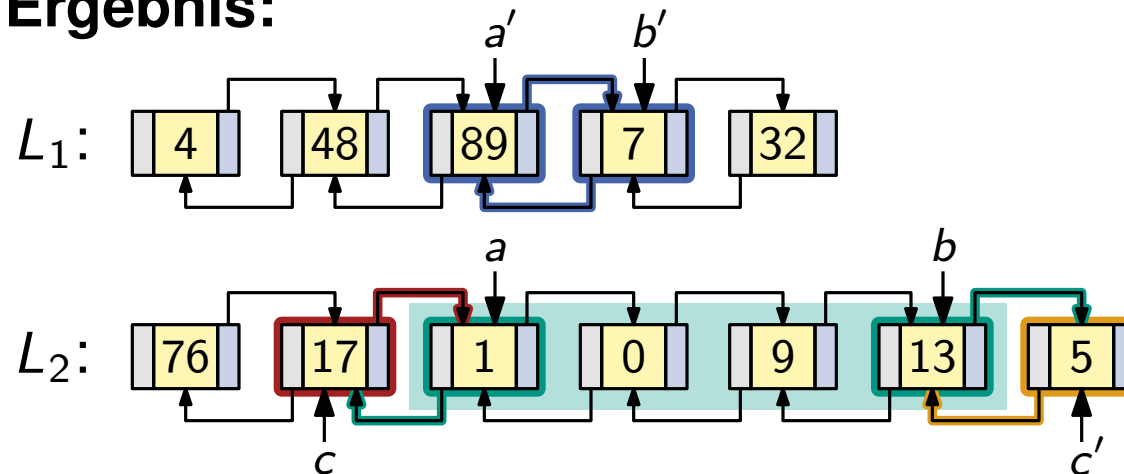 Ergebnis:
a′ b′
L₁: 4 48 89 7 32
a b
L₂: 76 17 1 0 9 13 5
c c′